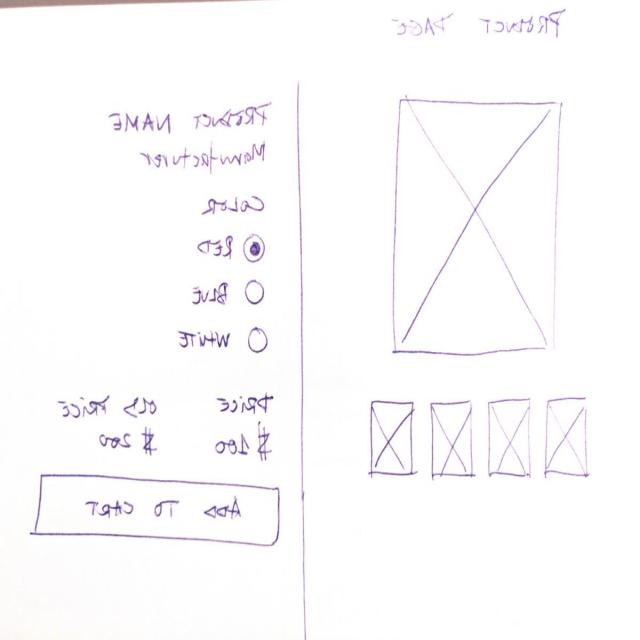 PRODUCT PAGE
PRODUCT NAME
Manufacturer
COLOR
RED
BLUE
WHITE
PRICE OLD PRICE
$100 $200
ADD TO CART